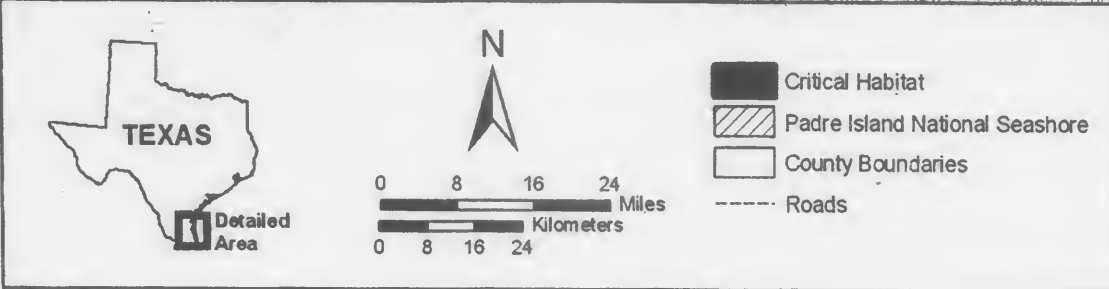 TEXAS
Detailed
Area
N
0 8 16 24
Miles
Kilometers
0 8 16 24
Critical Habitat
Padre Island National Seashore
County Boundaries
Roads